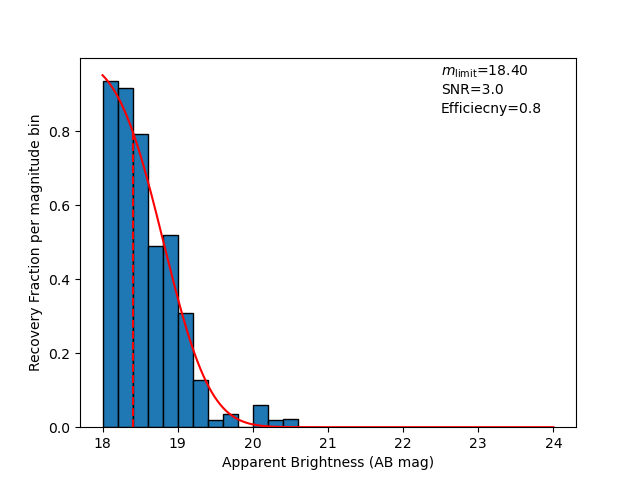 m_limit=18.40
SNR=3.0
Efficiecny=0.8
Recovery Fraction per magnitude bin
0.8
0.6
0.4
0.2
0.0
18 19 20 21 22 23 24
Apparent Brightness (AB mag)